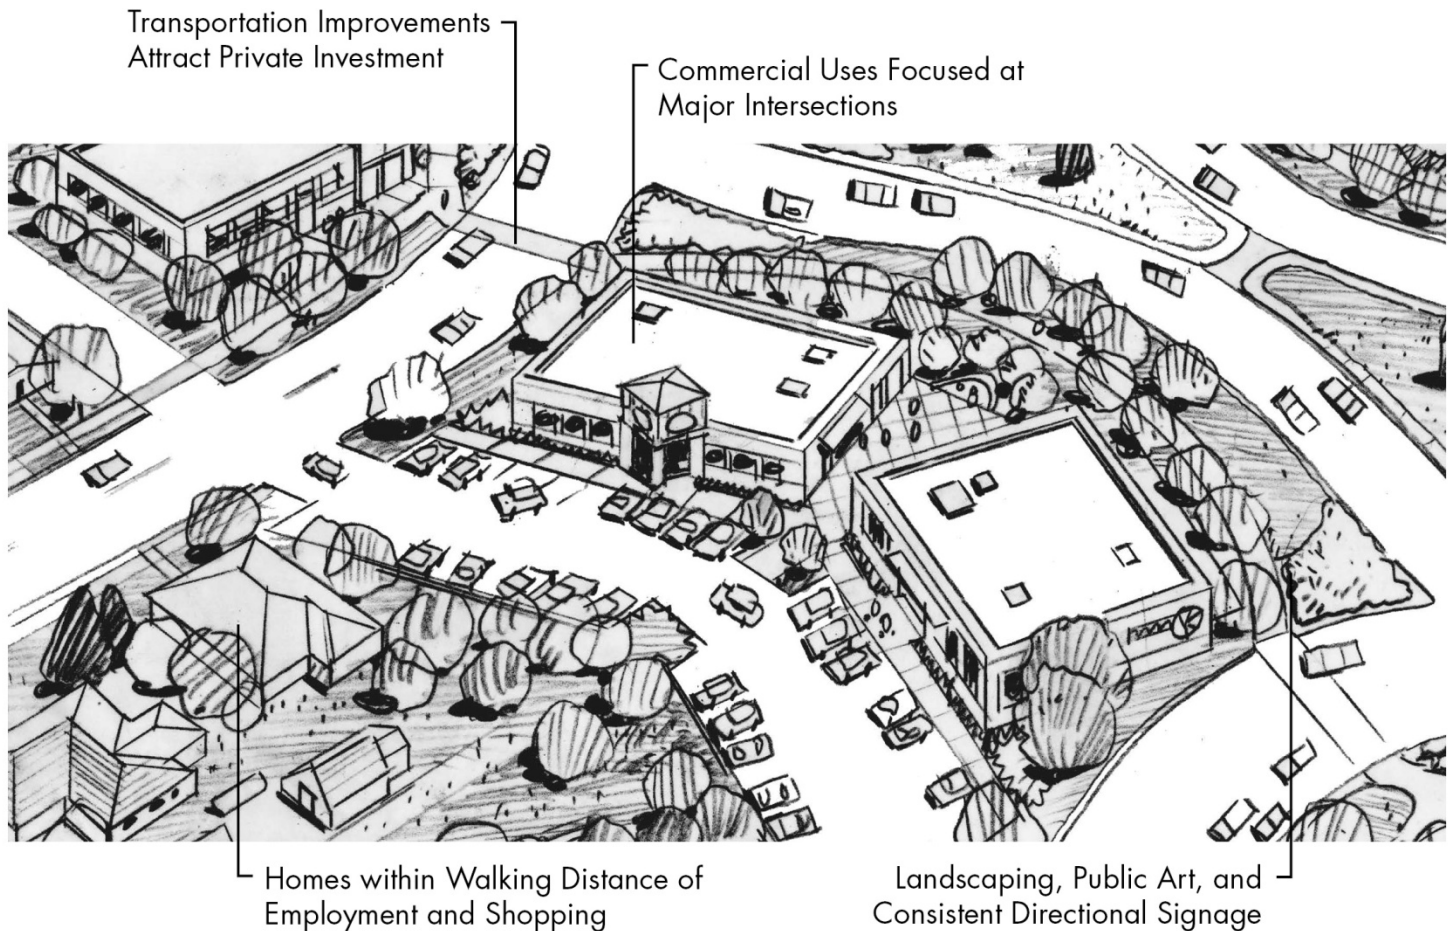 Transportation Improvements
Attract Private Investment
Commercial Uses Focused at
Major Intersections
Homes within Walking Distance of
Employment and Shopping
Landscaping, Public Art, and
Consistent Directional Signage